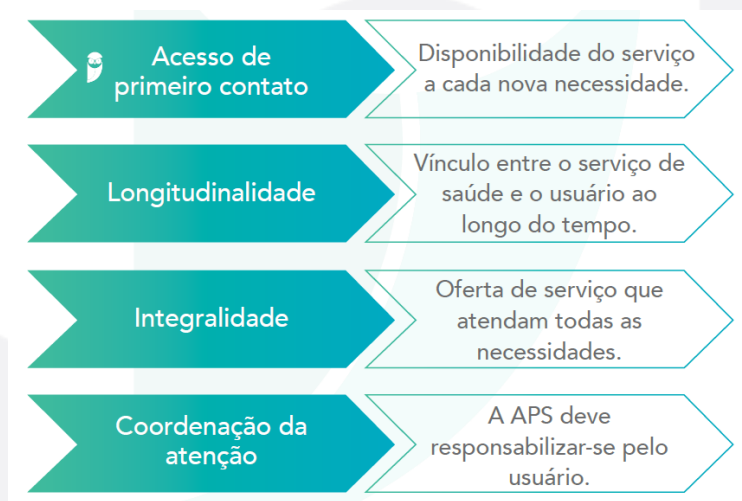 Acesso de
primeiro contato
Disponibilidade do serviço
a cada nova necessidade.
Longitudinalidade
Vínculo entre o serviço de
saúde e o usuário ao
longo do tempo.
Integralidade
Oferta de serviço que
atendam todas as
necessidades.
Coordenação da
atenção
A APS deve
responsabilizar-se pelo
usuário.